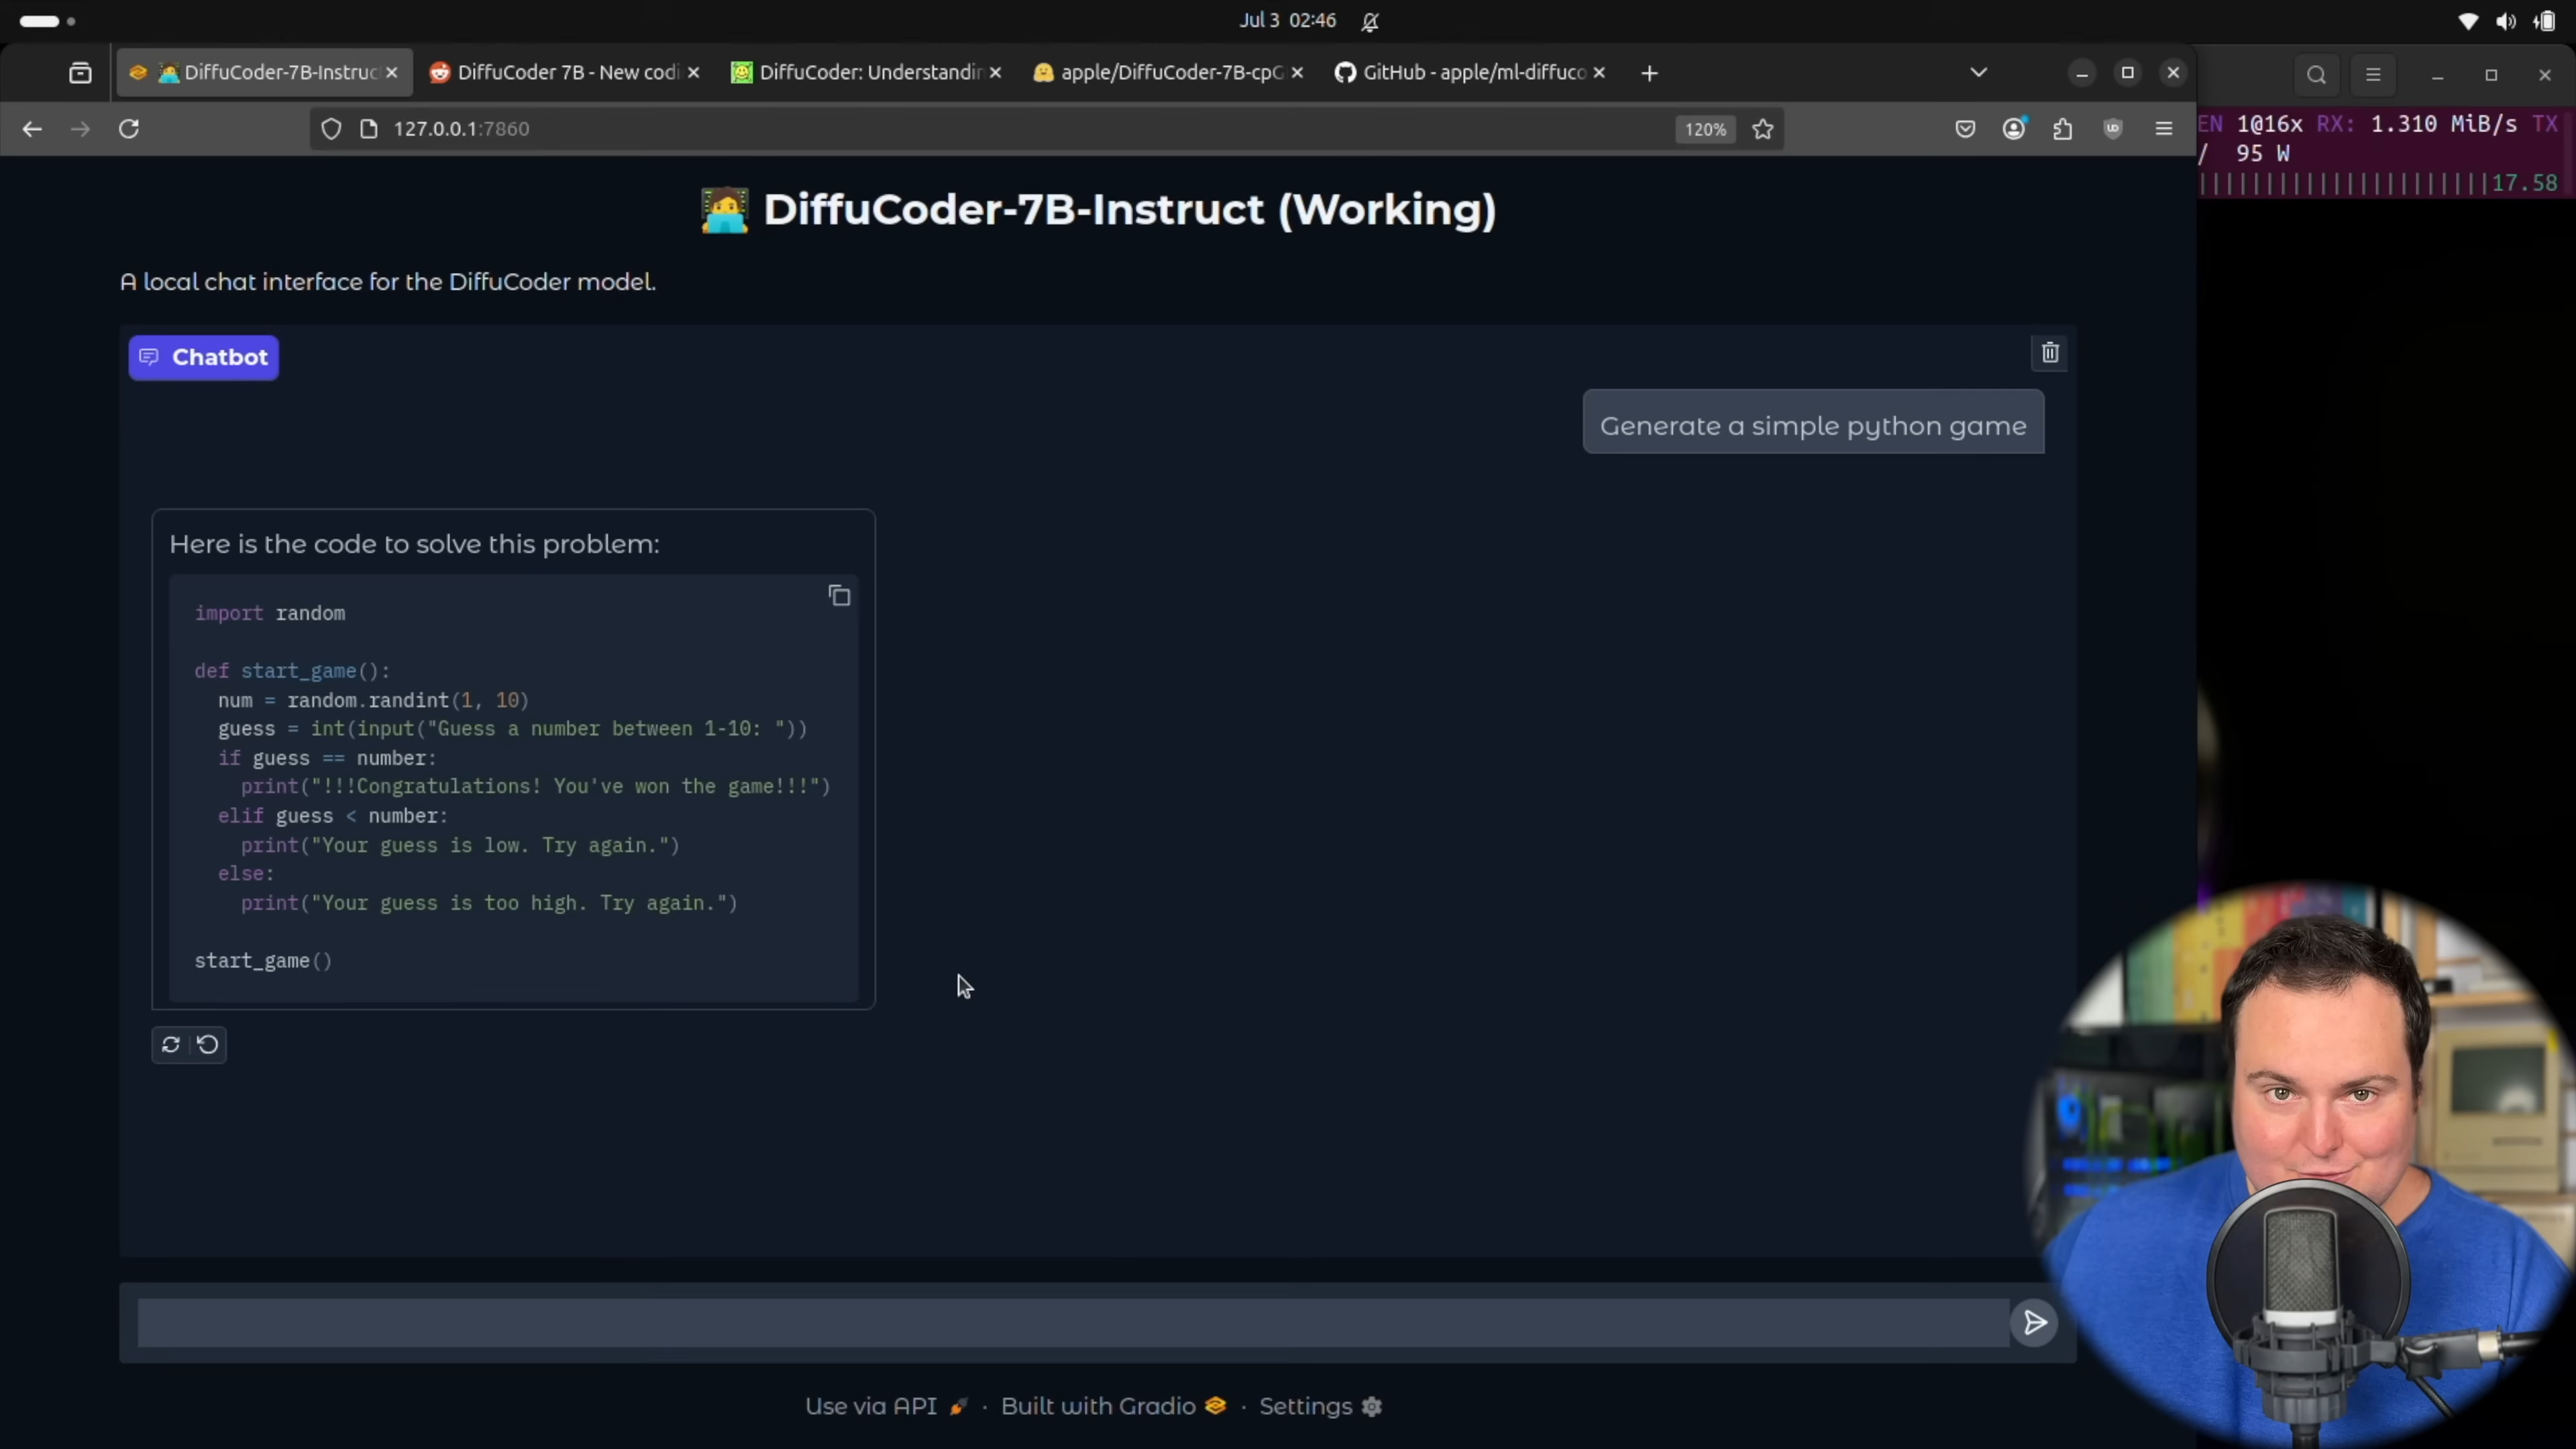 Jul 3 02:46
DiffuCoder-7B-Instruc
DiffuCoder 7B - New codi
DiffuCoder: Understandin
apple/DiffuCoder-7B-cpG
GitHub - apple/ml-diffuco
127.0.0.1:7860
120%
EN 1@16x RX: 1.310 MiB/s TX
/ 95 W
||||||||||||||||||||||17.58
DiffuCoder-7B-Instruct (Working)
A local chat interface for the DiffuCoder model.
Chatbot
Generate a simple python game
Here is the code to solve this problem:
import random
def start_game():
  num = random.randint(1, 10)
  guess = int(input("Guess a number between 1-10: "))
  if guess == number:
    print("!!!Congratulations! You've won the game!!!")
  elif guess < number:
    print("Your guess is low. Try again.")
  else:
    print("Your guess is too high. Try again.")
start_game()
Use via API · Built with Gradio · Settings